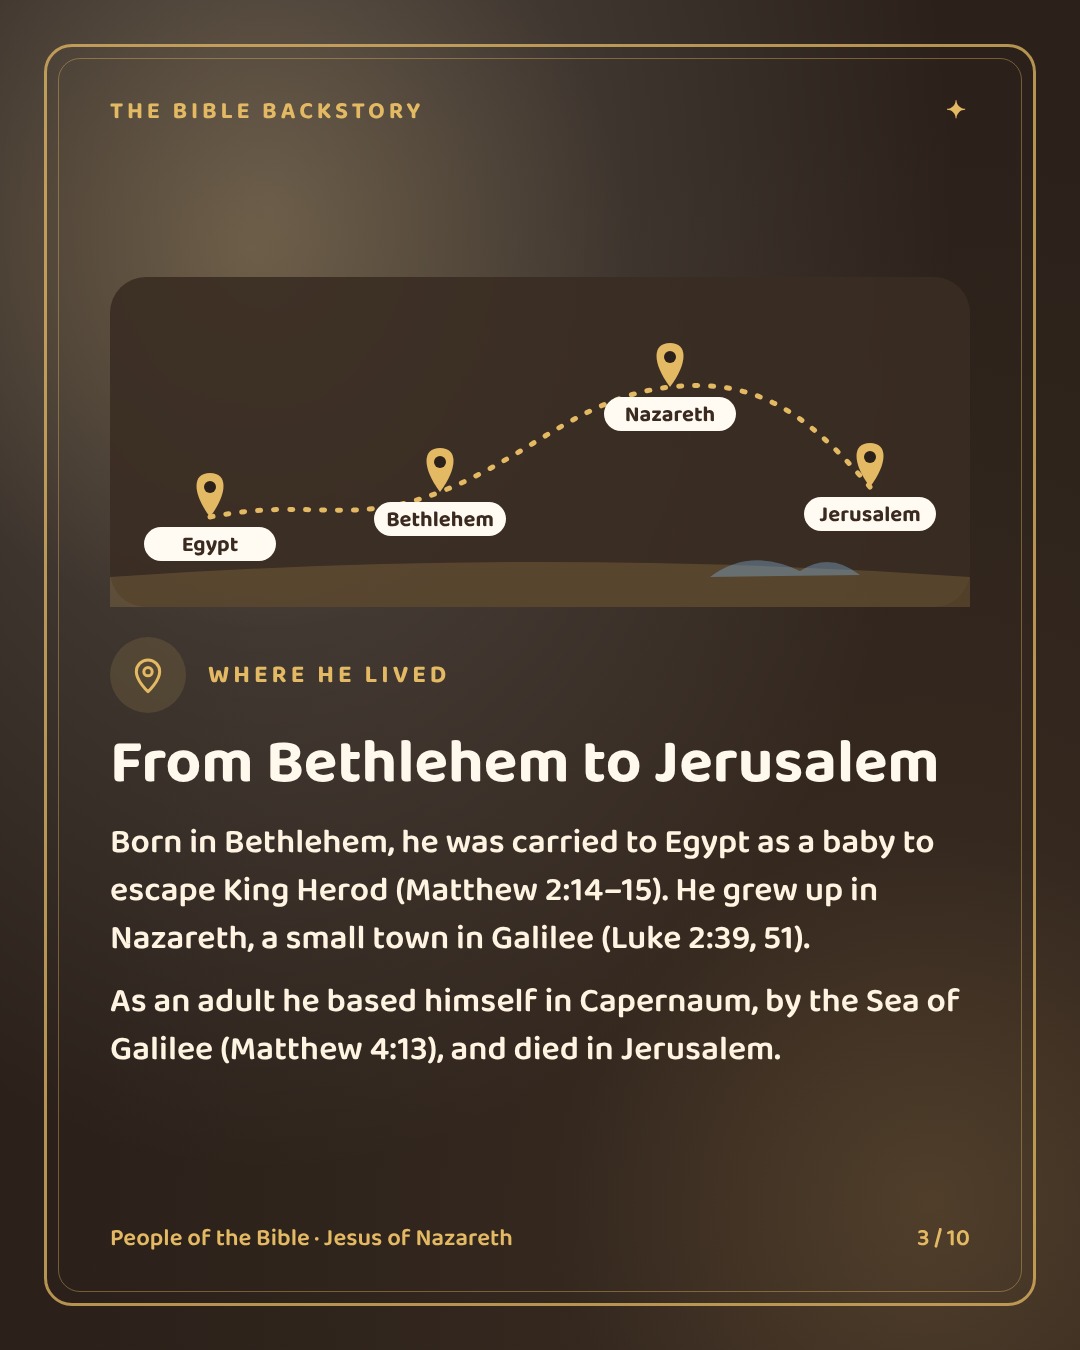 THE BIBLE BACKSTORY
Nazareth
Bethlehem
Jerusalem
Egypt
WHERE HE LIVED
From Bethlehem to Jerusalem
Born in Bethlehem, he was carried to Egypt as a baby to
escape King Herod (Matthew 2:14–15). He grew up in
Nazareth, a small town in Galilee (Luke 2:39, 51).
As an adult he based himself in Capernaum, by the Sea of
Galilee (Matthew 4:13), and died in Jerusalem.
People of the Bible · Jesus of Nazareth
3 / 10